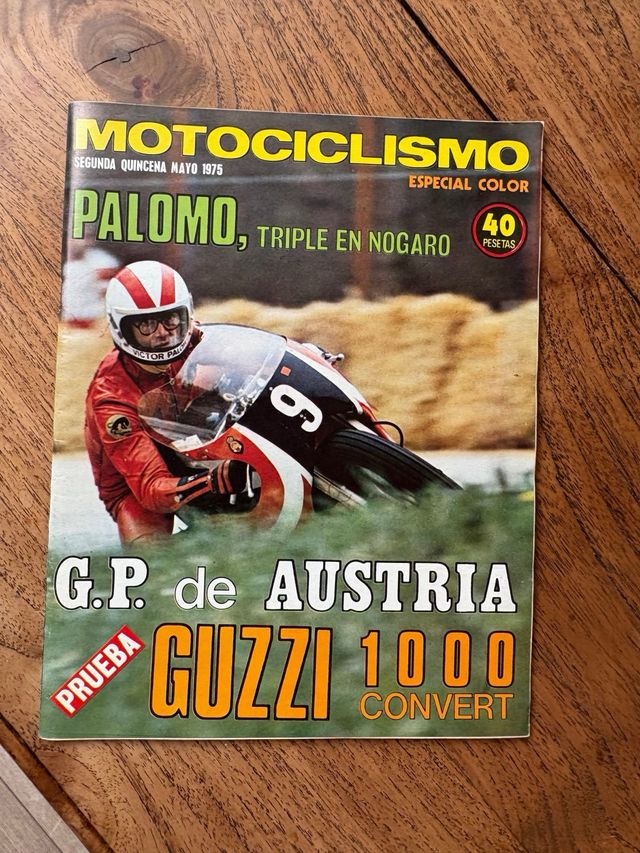 MOTOCICLISMO
SEGUNDA QUINCENA MAYO 1975
ESPECIAL COLOR
PALOMO, TRIPLE EN NOGARO
40
PESETAS
VICTOR PALO
9
G.P. de AUSTRIA
PRUEBA
GUZZI 1000
CONVERT